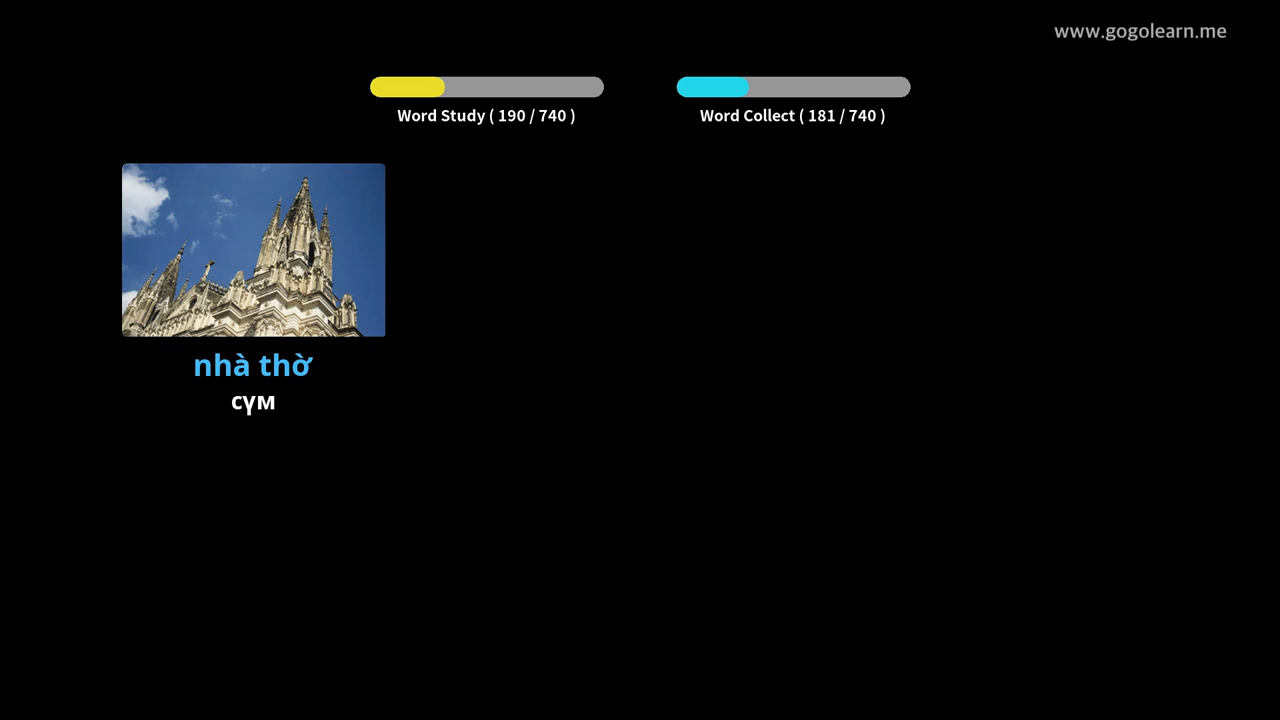 www.gogolearn.me
Word Study ( 190 / 740 )
Word Collect ( 181 / 740 )
nhà thờ
сүм